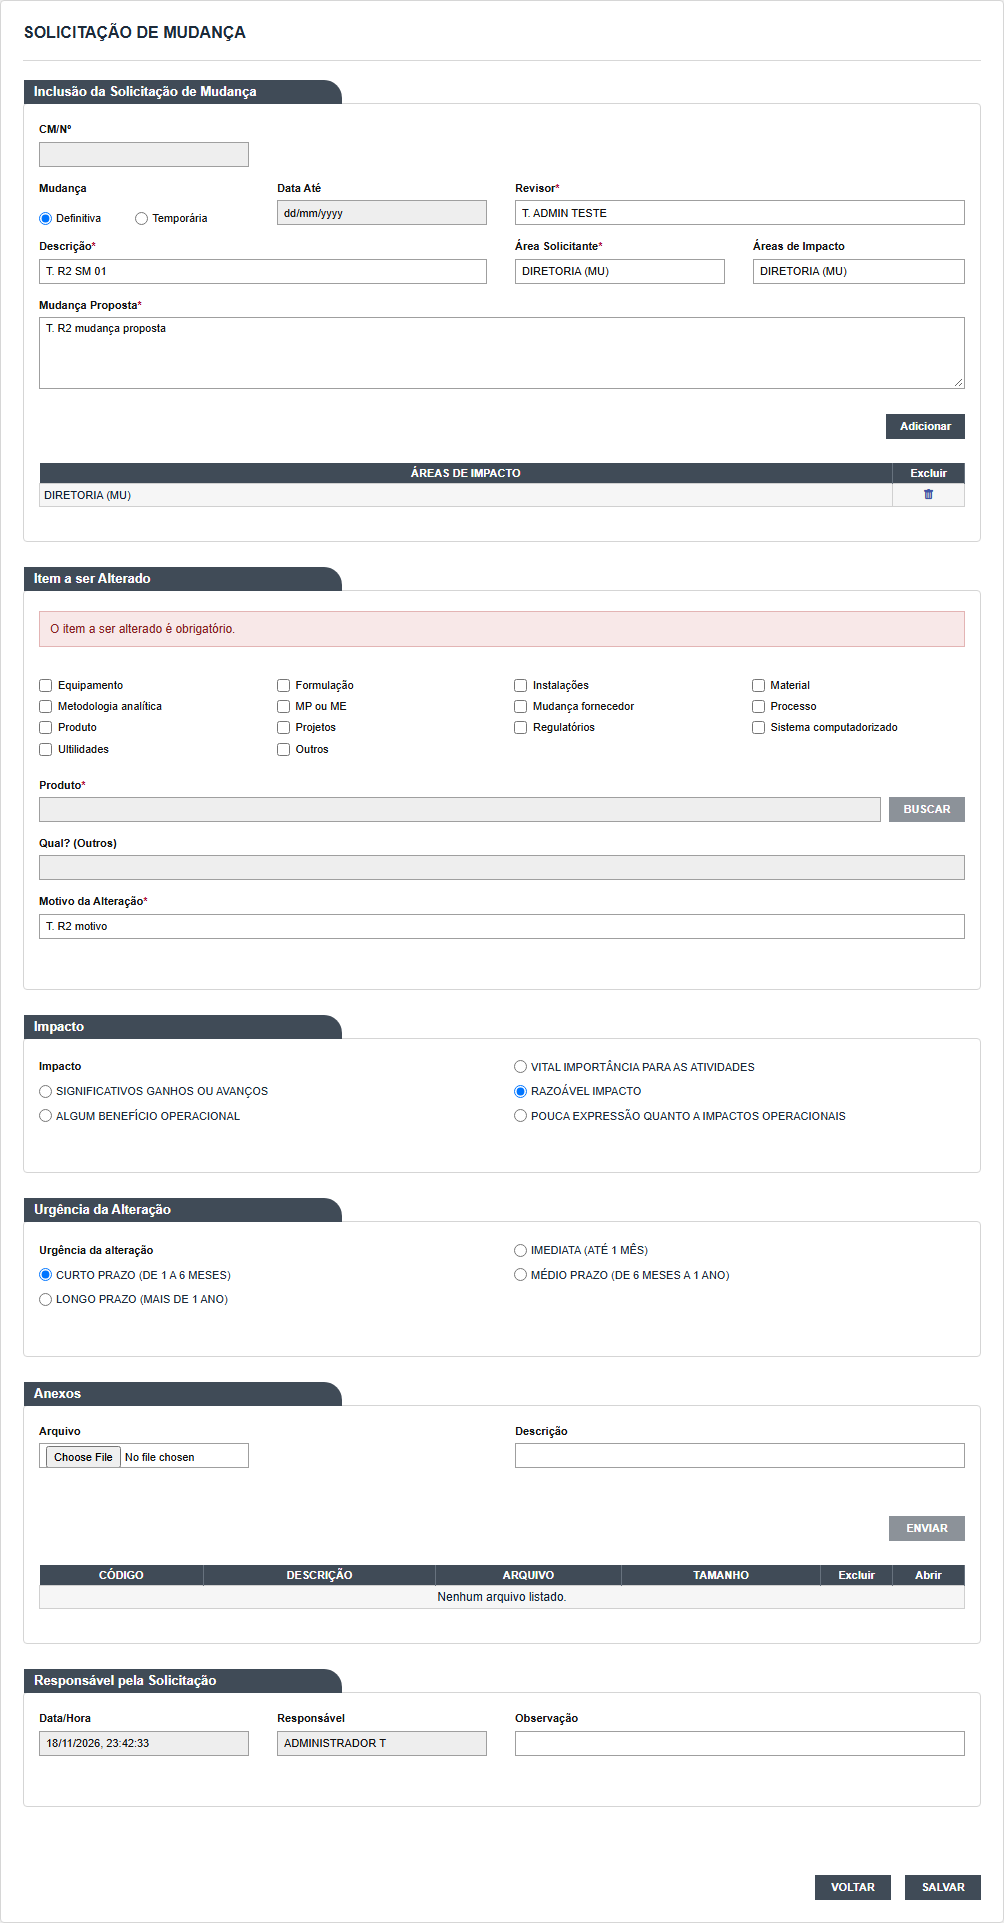 SOLICITAÇÃO DE MUDANÇA
Inclusão da Solicitação de Mudança
CM/Nº
Mudança Data Até Revisor*
Definitiva Temporária dd/mm/yyyy T. ADMIN TESTE
Descrição* Área Solicitante* Áreas de Impacto
T. R2 SM 01 DIRETORIA (MU) DIRETORIA (MU)
Mudança Proposta*
T. R2 mudança proposta
Adicionar
ÁREAS DE IMPACTO Excluir
DIRETORIA (MU)
Item a ser Alterado
O item a ser alterado é obrigatório.
Equipamento Formulação Instalações Material
Metodologia analítica MP ou ME Mudança fornecedor Processo
Produto Projetos Regulatórios Sistema computadorizado
Ultilidades Outros
Produto*
BUSCAR
Qual? (Outros)
Motivo da Alteração*
T. R2 motivo
Impacto
Impacto VITAL IMPORTÂNCIA PARA AS ATIVIDADES
SIGNIFICATIVOS GANHOS OU AVANÇOS RAZOÁVEL IMPACTO
ALGUM BENEFÍCIO OPERACIONAL POUCA EXPRESSÃO QUANTO A IMPACTOS OPERACIONAIS
Urgência da Alteração
Urgência da alteração IMEDIATA (ATÉ 1 MÊS)
CURTO PRAZO (DE 1 A 6 MESES) MÉDIO PRAZO (DE 6 MESES A 1 ANO)
LONGO PRAZO (MAIS DE 1 ANO)
Anexos
Arquivo Descrição
Choose File No file chosen
ENVIAR
CÓDIGO DESCRIÇÃO ARQUIVO TAMANHO Excluir Abrir
Nenhum arquivo listado.
Responsável pela Solicitação
Data/Hora Responsável Observação
18/11/2026, 23:42:33 ADMINISTRADOR T
VOLTAR SALVAR